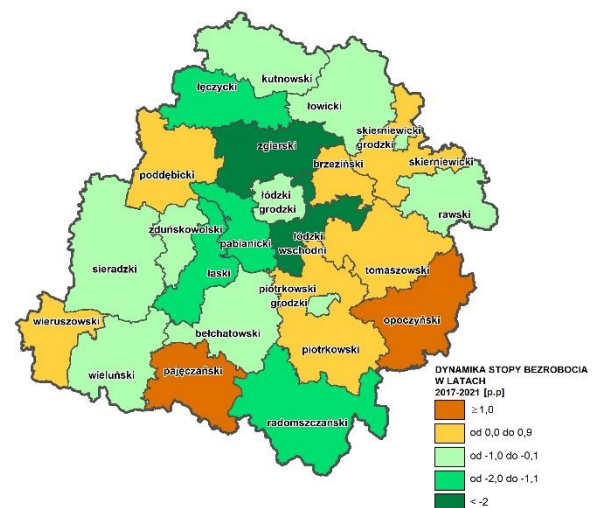 kutnowski
łęczycki
łowicki
skierniewicki
grodzki
zgierski
brzeziński
skierniewicki
poddębicki
łódzki
grodzki
rawski
zduńskowolski
łódzki
pabianicki
wschodni
sieradzki
łaski
tomaszowski
piotrkowski
grodzki
wieruszowski
opoczyński
bełchatowski
piotrkowski
wieluński
pajęczański
radomszczański
DYNAMIKA STOPY BEZROBOCIA
W LATACH
2017-2021 [p.p]
≥ 1,0
od 0,0 do 0,9
od -1,0 do -0,1
od -2,0 do -1,1
< -2